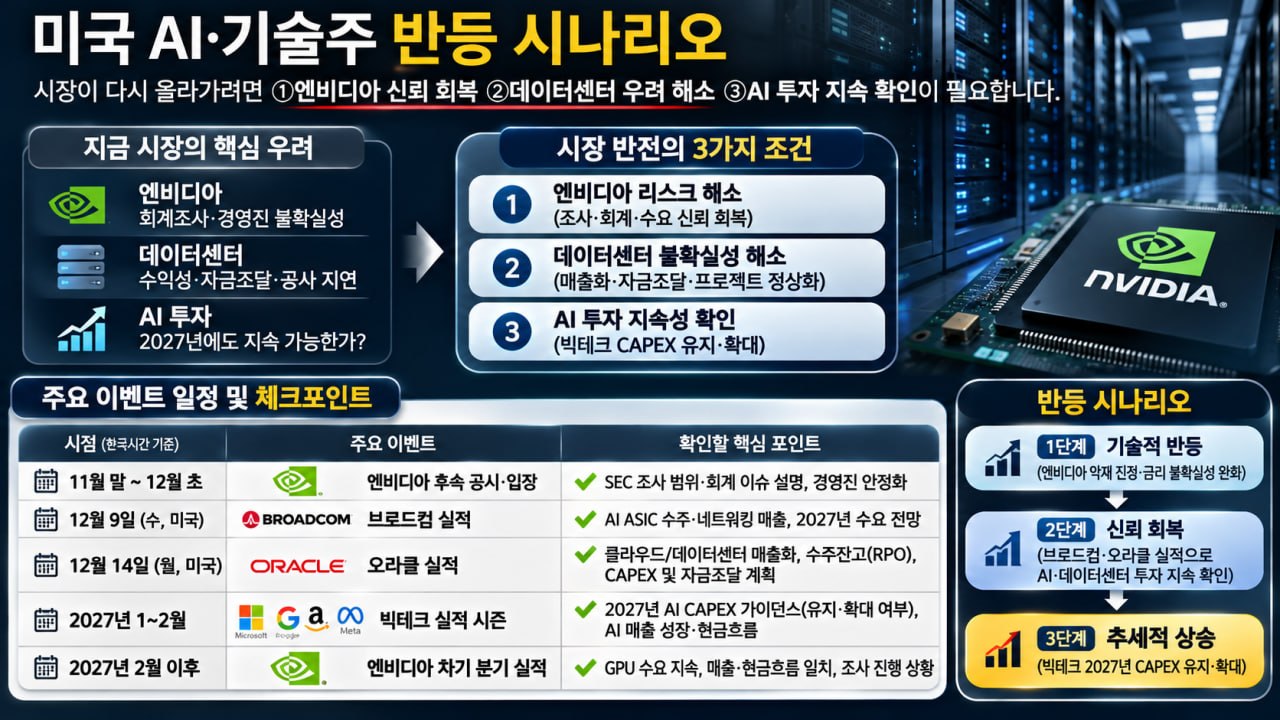 미국 AI·기술주 반등 시나리오
시장이 다시 올라가려면 ①엔비디아 신뢰 회복 ②데이터센터 우려 해소 ③AI 투자 지속 확인이 필요합니다.
지금 시장의 핵심 우려
엔비디아
회계조사·경영진 불확실성
데이터센터
수익성·자금조달·공사 지연
AI 투자
2027년에도 지속 가능한가?
시장 반전의 3가지 조건
1 엔비디아 리스크 해소
(조사·회계·수요 신뢰 회복)
2 데이터센터 불확실성 해소
(매출화·자금조달·프로젝트 정상화)
3 AI 투자 지속성 확인
(빅테크 CAPEX 유지·확대)
NVIDIA®
주요 이벤트 일정 및 체크포인트
시점 (한국시간 기준) 주요 이벤트 확인할 핵심 포인트
11월 말 ~ 12월 초 엔비디아 후속 공시·입장 SEC 조사 범위·회계 이슈 설명, 경영진 안정화
12월 9일 (수, 미국) BROADCOM 브로드컴 실적 AI ASIC 수주·네트워킹 매출, 2027년 수요 전망
12월 14일 (월, 미국) ORACLE 오라클 실적 클라우드/데이터센터 매출화, 수주잔고(RPO),
CAPEX 및 자금조달 계획
2027년 1~2월 Microsoft Meta 빅테크 실적 시즌 2027년 AI CAPEX 가이던스(유지·확대 여부),
AI 매출 성장·현금흐름
2027년 2월 이후 엔비디아 차기 분기 실적 GPU 수요 지속, 매출·현금흐름 일치, 조사 진행 상황
반등 시나리오
1단계 기술적 반등
(엔비디아 악재 진정·금리 불확실성 완화)
2단계 신뢰 회복
(브로드컴·오라클 실적으로
AI·데이터센터 투자 지속 확인)
3단계 추세적 상승
(빅테크 2027년 CAPEX 유지·확대)